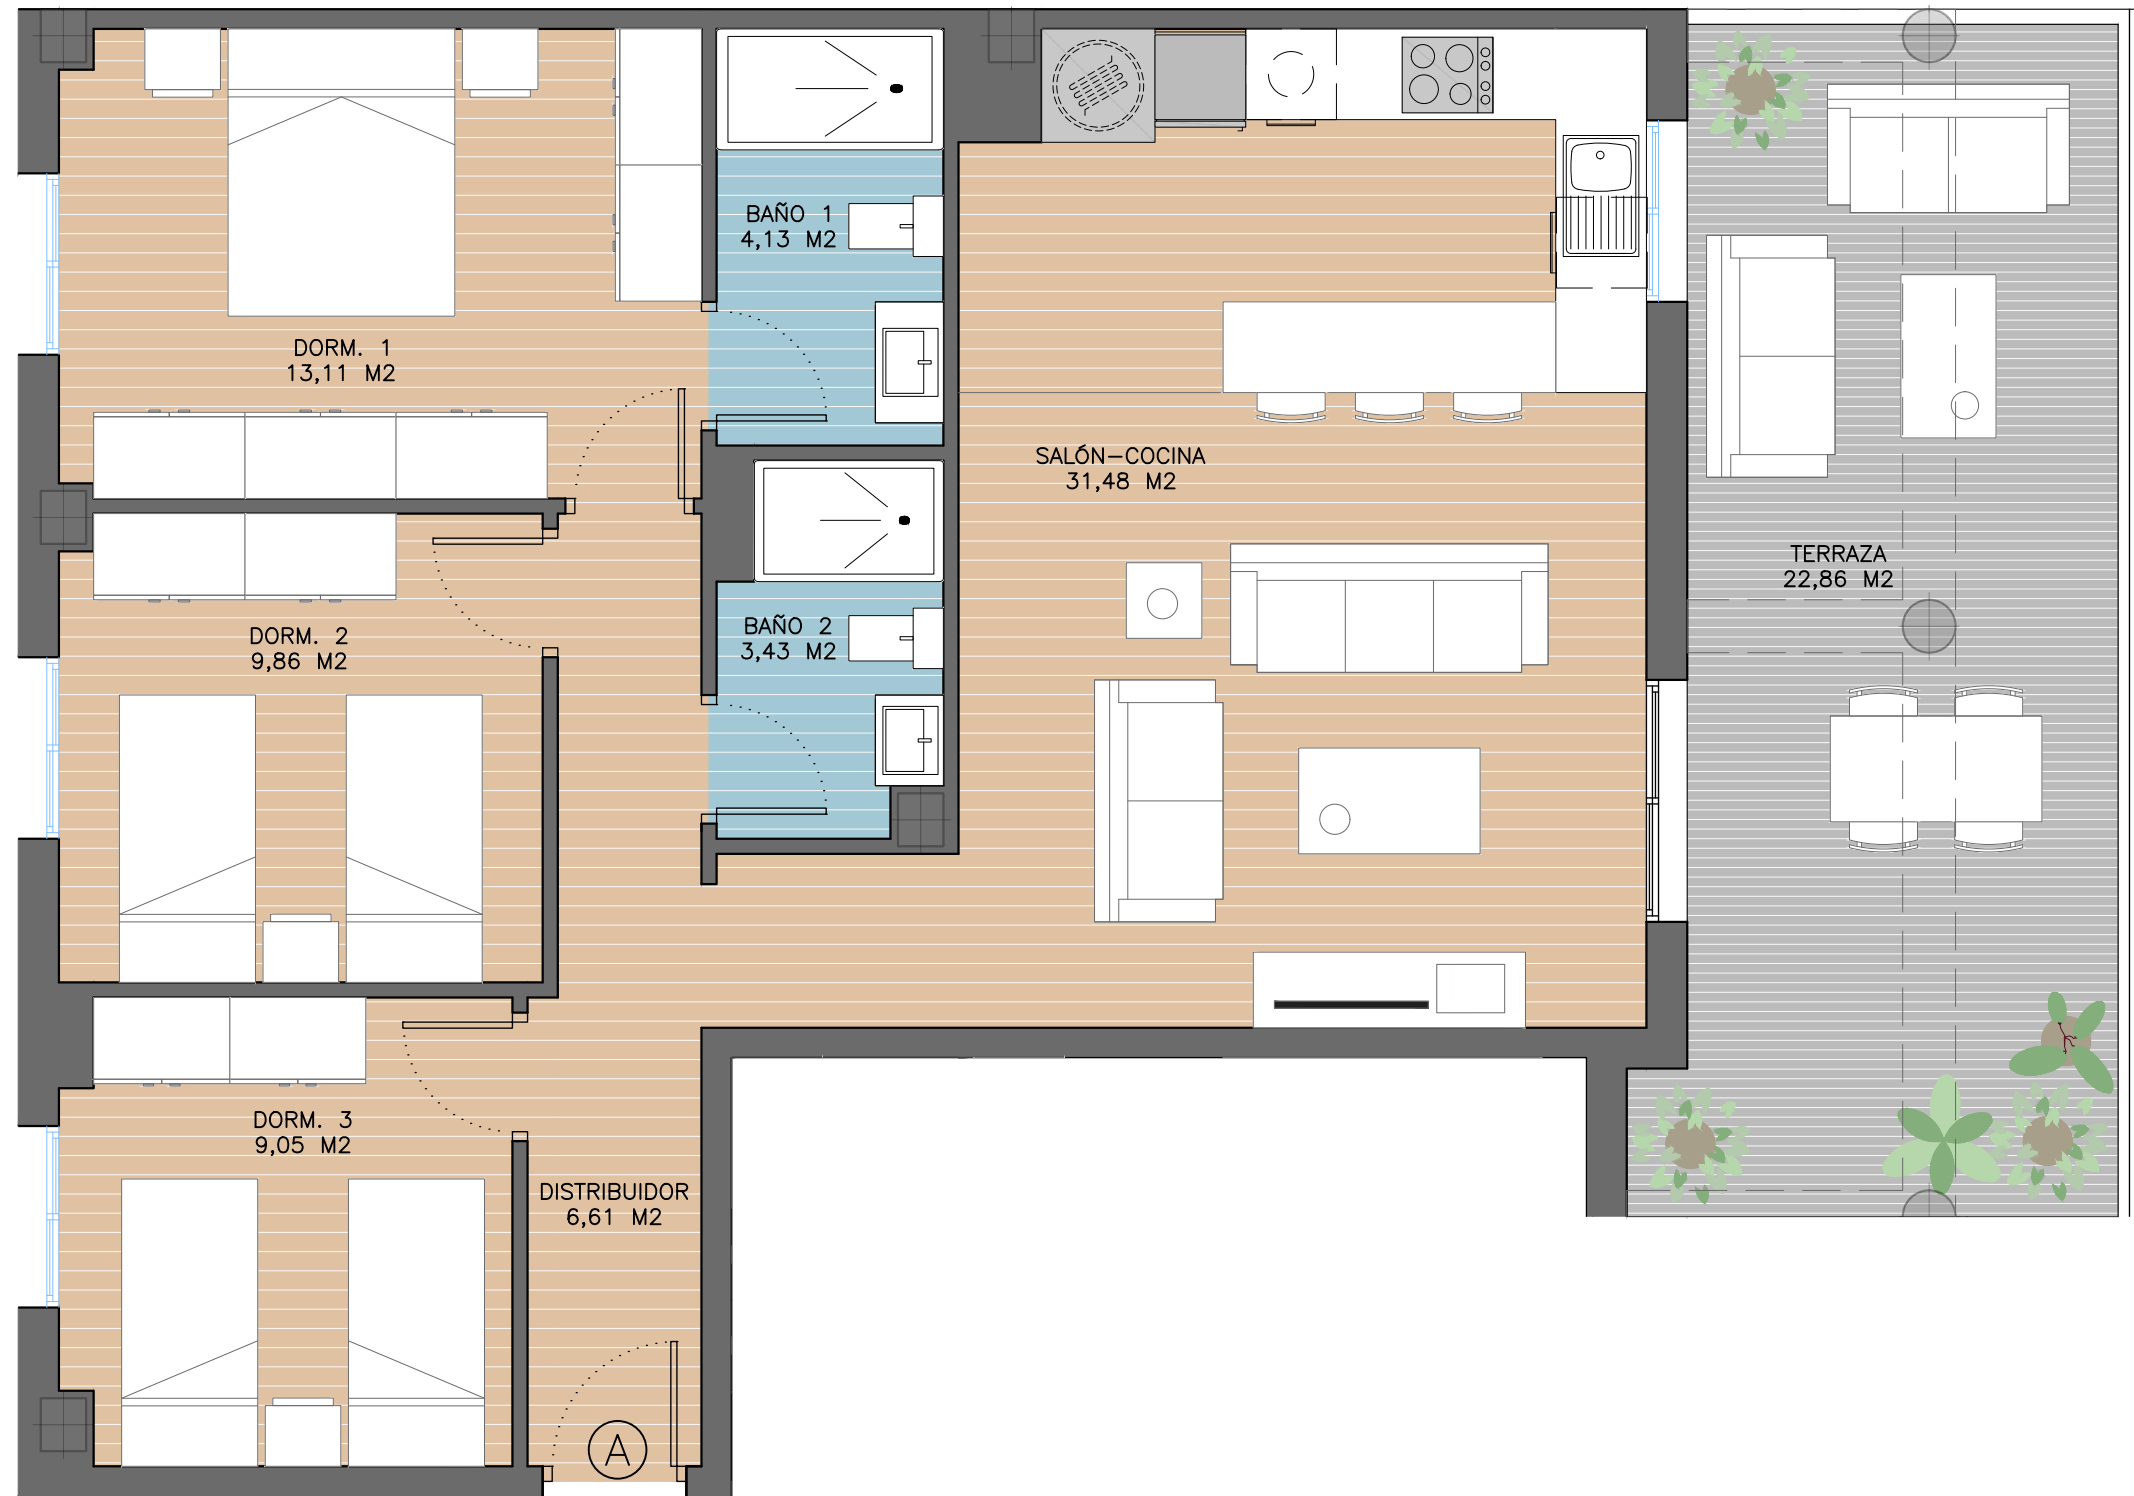 BAÑO 1
4,13 M2
DORM. 1
13,11 M2
SALÓN-COCINA
31,48 M2
TERRAZA
22,86 M2
DORM. 2
9,86 M2
BAÑO 2
3,43 M2
DORM. 3
9,05 M2
DISTRIBUIDOR
6,61 M2
A